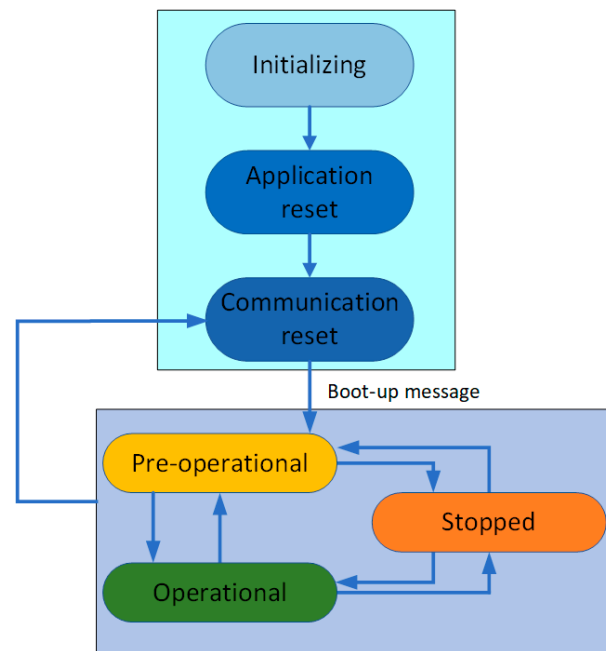 Initializing
Application
reset
Communication
reset
Boot-up message
Pre-operational
Stopped
Operational